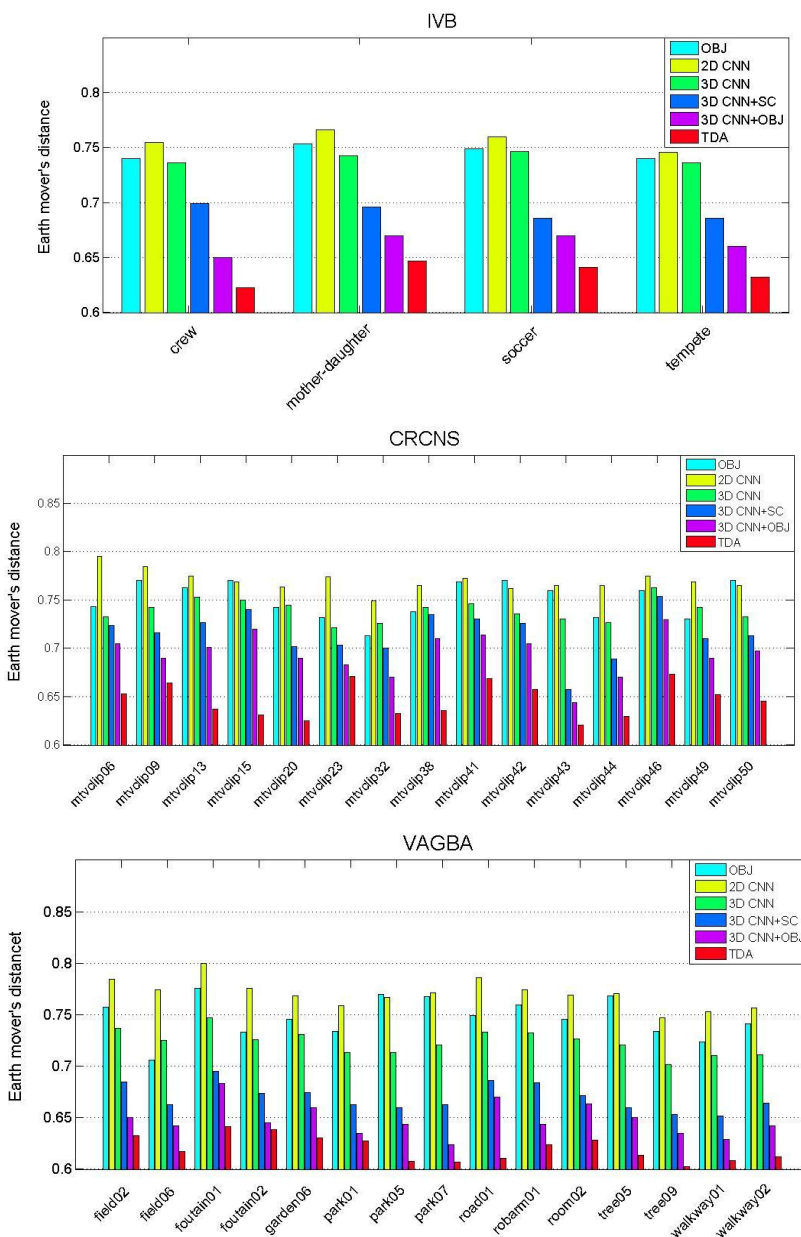 IVB
OBJ
2D CNN
3D CNN
3D CNN+SC
3D CNN+OBJ
TDA
Earth mover's distance
0.8
0.75
0.7
0.65
0.6
crew
mother-daughter
soccer
tempete
CRCNS
OBJ
2D CNN
3D CNN
3D CNN+SC
3D CNN+OBJ
TDA
Earth mover's distance
0.85
0.8
0.75
0.7
0.65
0.6
mtvclip06
mtvclip09
mtvclip13
mtvclip15
mtvclip20
mtvclip23
mtvclip32
mtvclip38
mtvclip41
mtvclip42
mtvclip43
mtvclip44
mtvclip46
mtvclip49
mtvclip50
VAGBA
OBJ
2D CNN
3D CNN
3D CNN+SC
3D CNN+OBJ
TDA
Earth mover's distancet
0.85
0.8
0.75
0.7
0.65
0.6
field02
field06
foutain01
foutain02
garden06
park01
park05
park07
road01
robarm01
room02
tree05
tree09
walkway01
walkway02